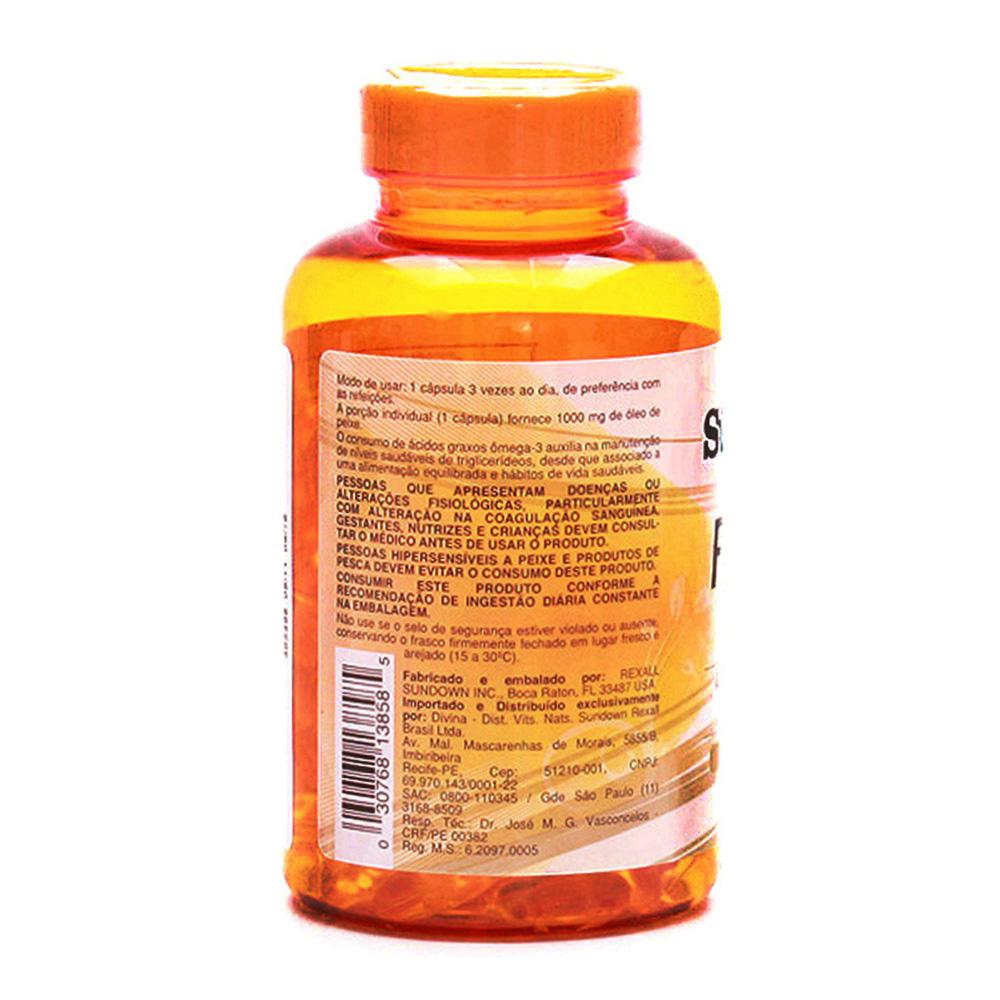 Modo de usar: 1 cápsula 3 vezes ao dia, de preferência com
as refeições.
A porção individual (1 cápsula) fornece 1000 mg de óleo de
peixe.
O consumo de ácidos graxos ômega-3 auxilia na manutenção
de níveis saudáveis de triglicerídeos, desde que associado a
uma alimentação equilibrada e hábitos de vida saudáveis.
PESSOAS QUE APRESENTAM DOENÇAS OU
ALTERAÇÕES FISIOLÓGICAS, PARTICULARMENTE
COM ALTERAÇÃO NA COAGULAÇÃO SANGUÍNEA,
GESTANTES, NUTRIZES E CRIANÇAS DEVEM CONSUL-
TAR O MÉDICO ANTES DE USAR O PRODUTO.
PESSOAS HIPERSENSÍVEIS A PEIXE E PRODUTOS DE
PESCA DEVEM EVITAR O CONSUMO DESTE PRODUTO.
CONSUMIR ESTE PRODUTO CONFORME A
RECOMENDAÇÃO DE INGESTÃO DIÁRIA CONSTANTE
NA EMBALAGEM.
Não use se o selo de segurança estiver violado ou ausente,
conservando o frasco firmemente fechado em lugar fresco e
arejado (15 a 30ºC).
Fabricado e embalado por: REXALL
SUNDOWN INC., Boca Raton, FL 33487 USA
Importado e Distribuído exclusivamente
por: Divina - Dist. Vits. Nats. Sundown Rexall
Brasil Ltda.
Av. Mal. Mascarenhas de Morais, 5855/B,
Imbiribeira
Recife-PE, Cep: 51210-001, CNPJ:
69.970.143/0001-22
SAC: 0800-110345 / Gde São Paulo (11)
3168-8509
Resp. Téc.: Dr. José M. G. Vasconcelos -
CRF/PE 00382
Reg. M.S.: 6.2097.0005
0 30768 13858 5